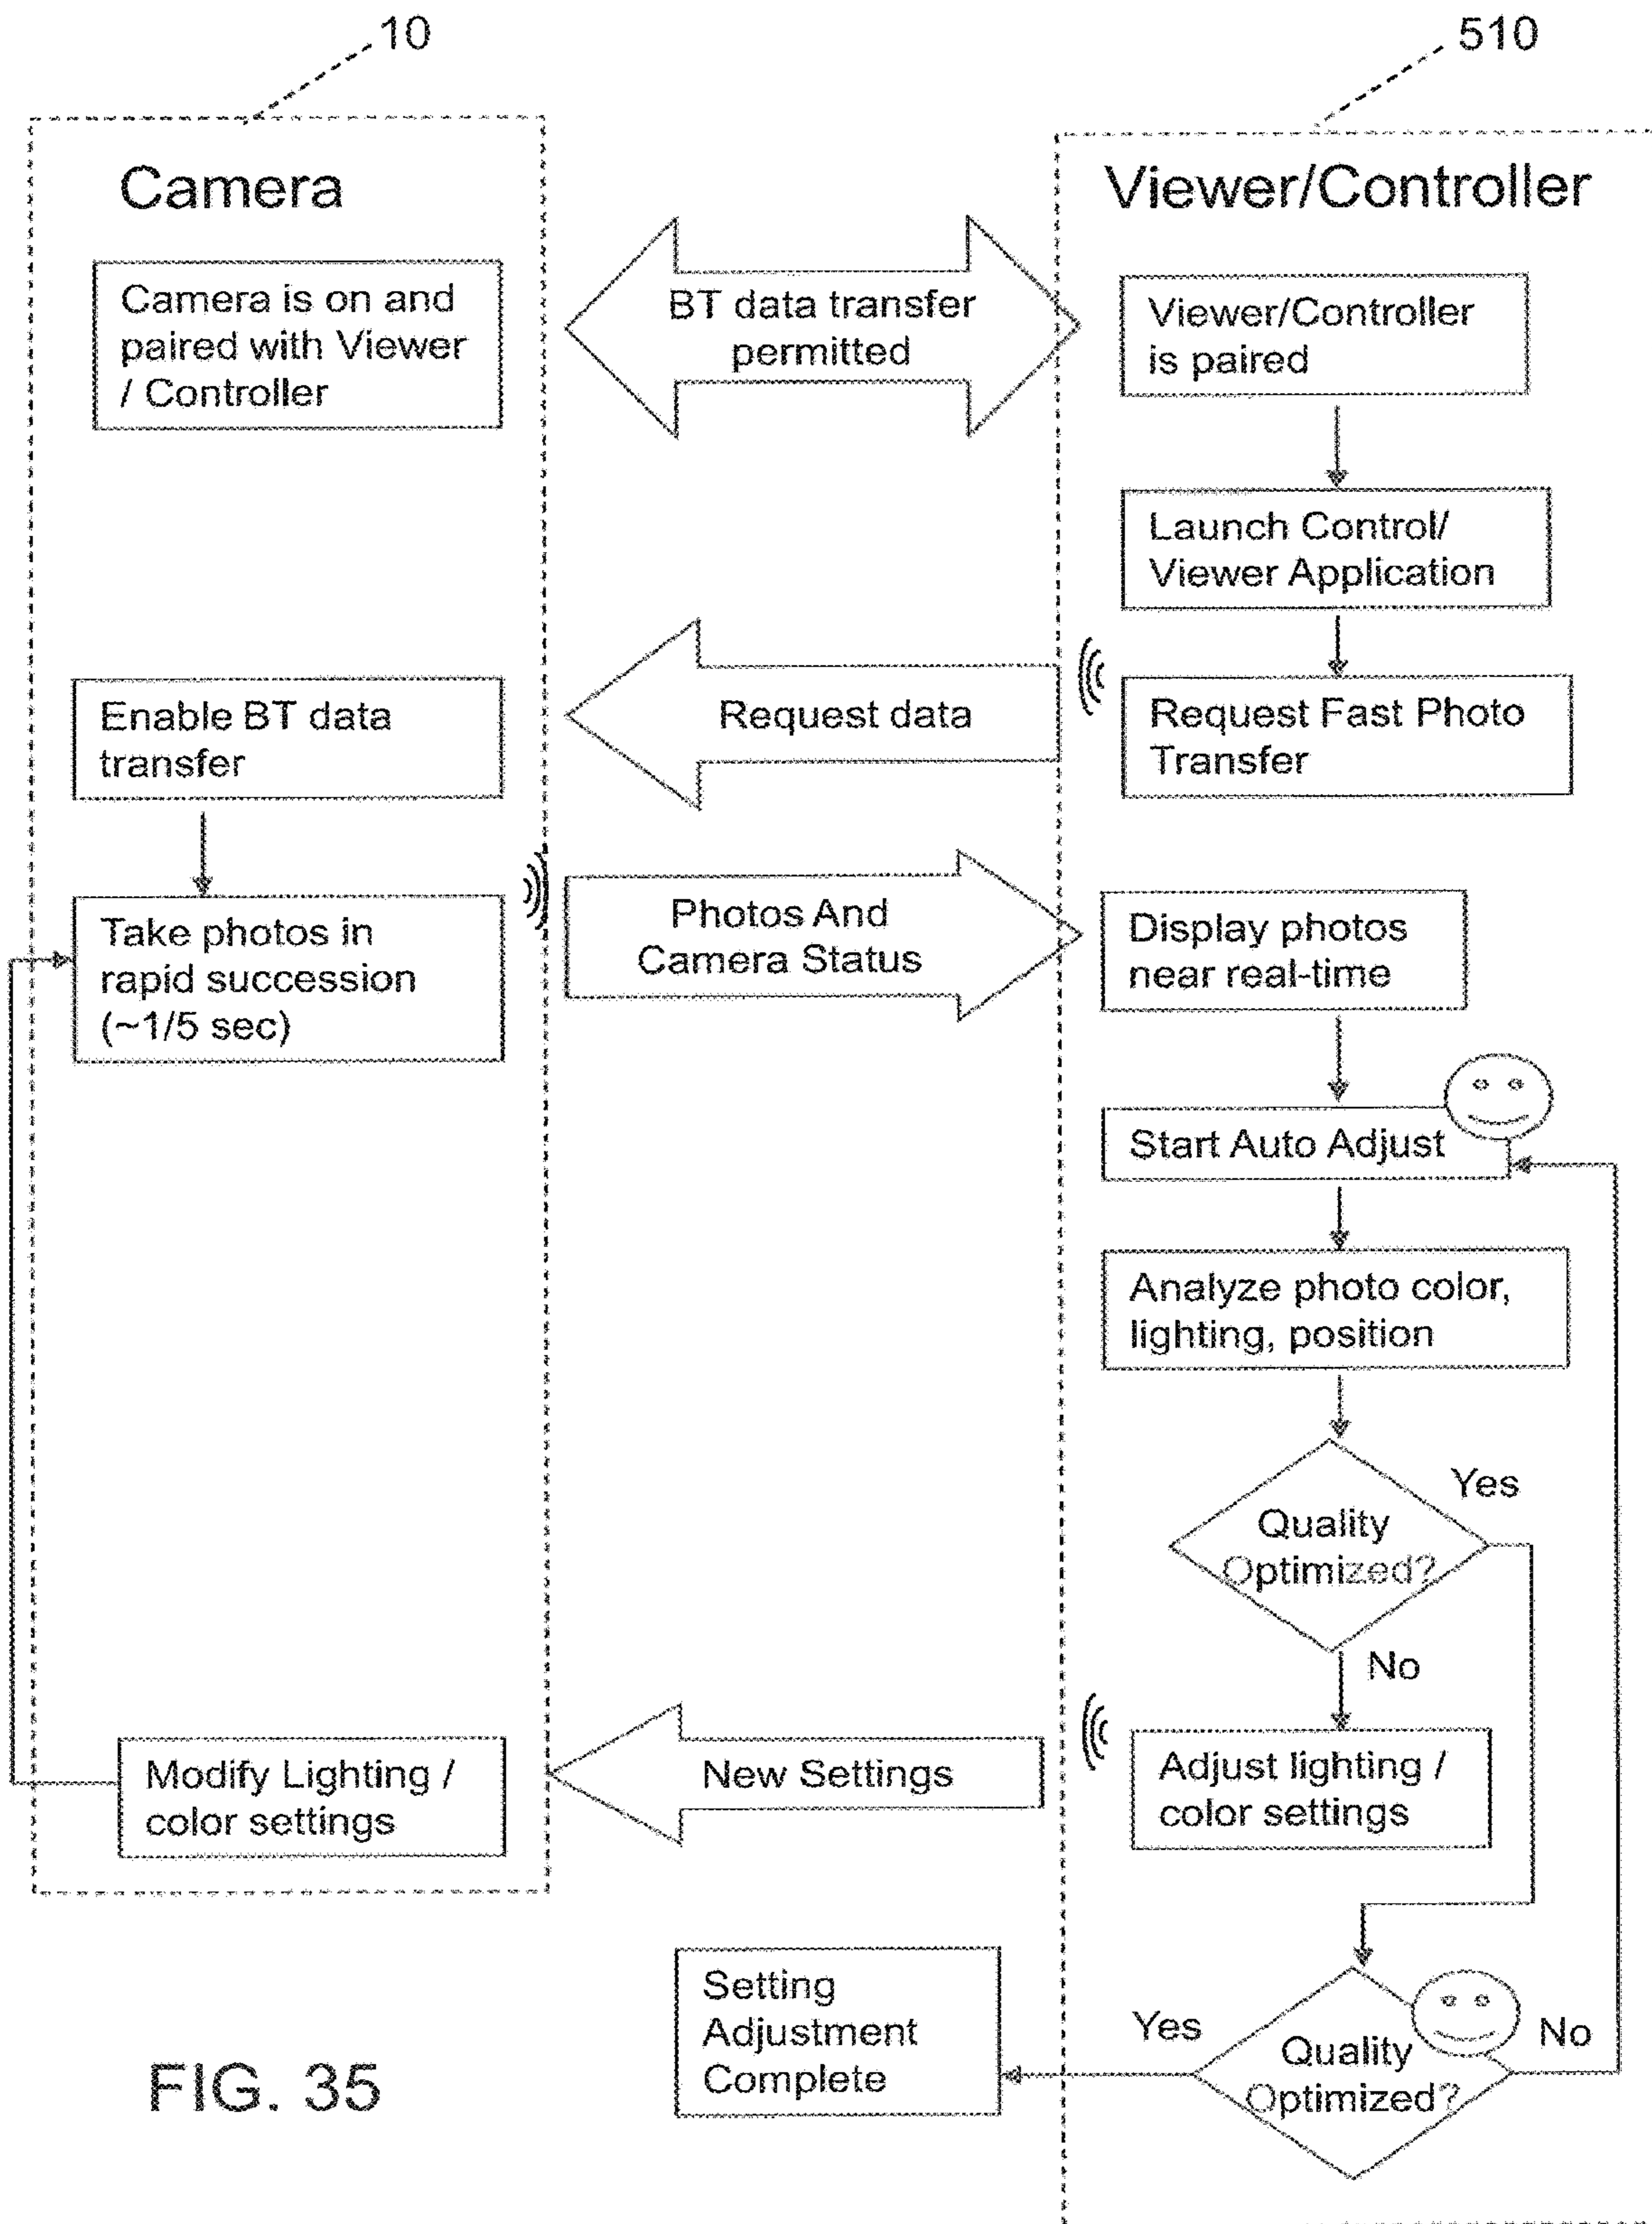 10
510
Camera
Viewer/Controller
Camera is on and
paired with Viewer
/ Controller
BT data transfer
permitted
Viewer/Controller
is paired
Launch Control/
Viewer Application
Enable BT data
transfer
Request data
Request Fast Photo
Transfer
Take photos in
rapid succession
(~1/5 sec)
Photos And
Camera Status
Display photos
near real-time
Start Auto Adjust
Analyze photo color,
lighting, position
Quality
Optimized?
Yes
No
Modify Lighting /
color settings
New Settings
Adjust lighting /
color settings
Setting
Adjustment
Complete
Yes
Quality
Optimized?
No
FIG. 35